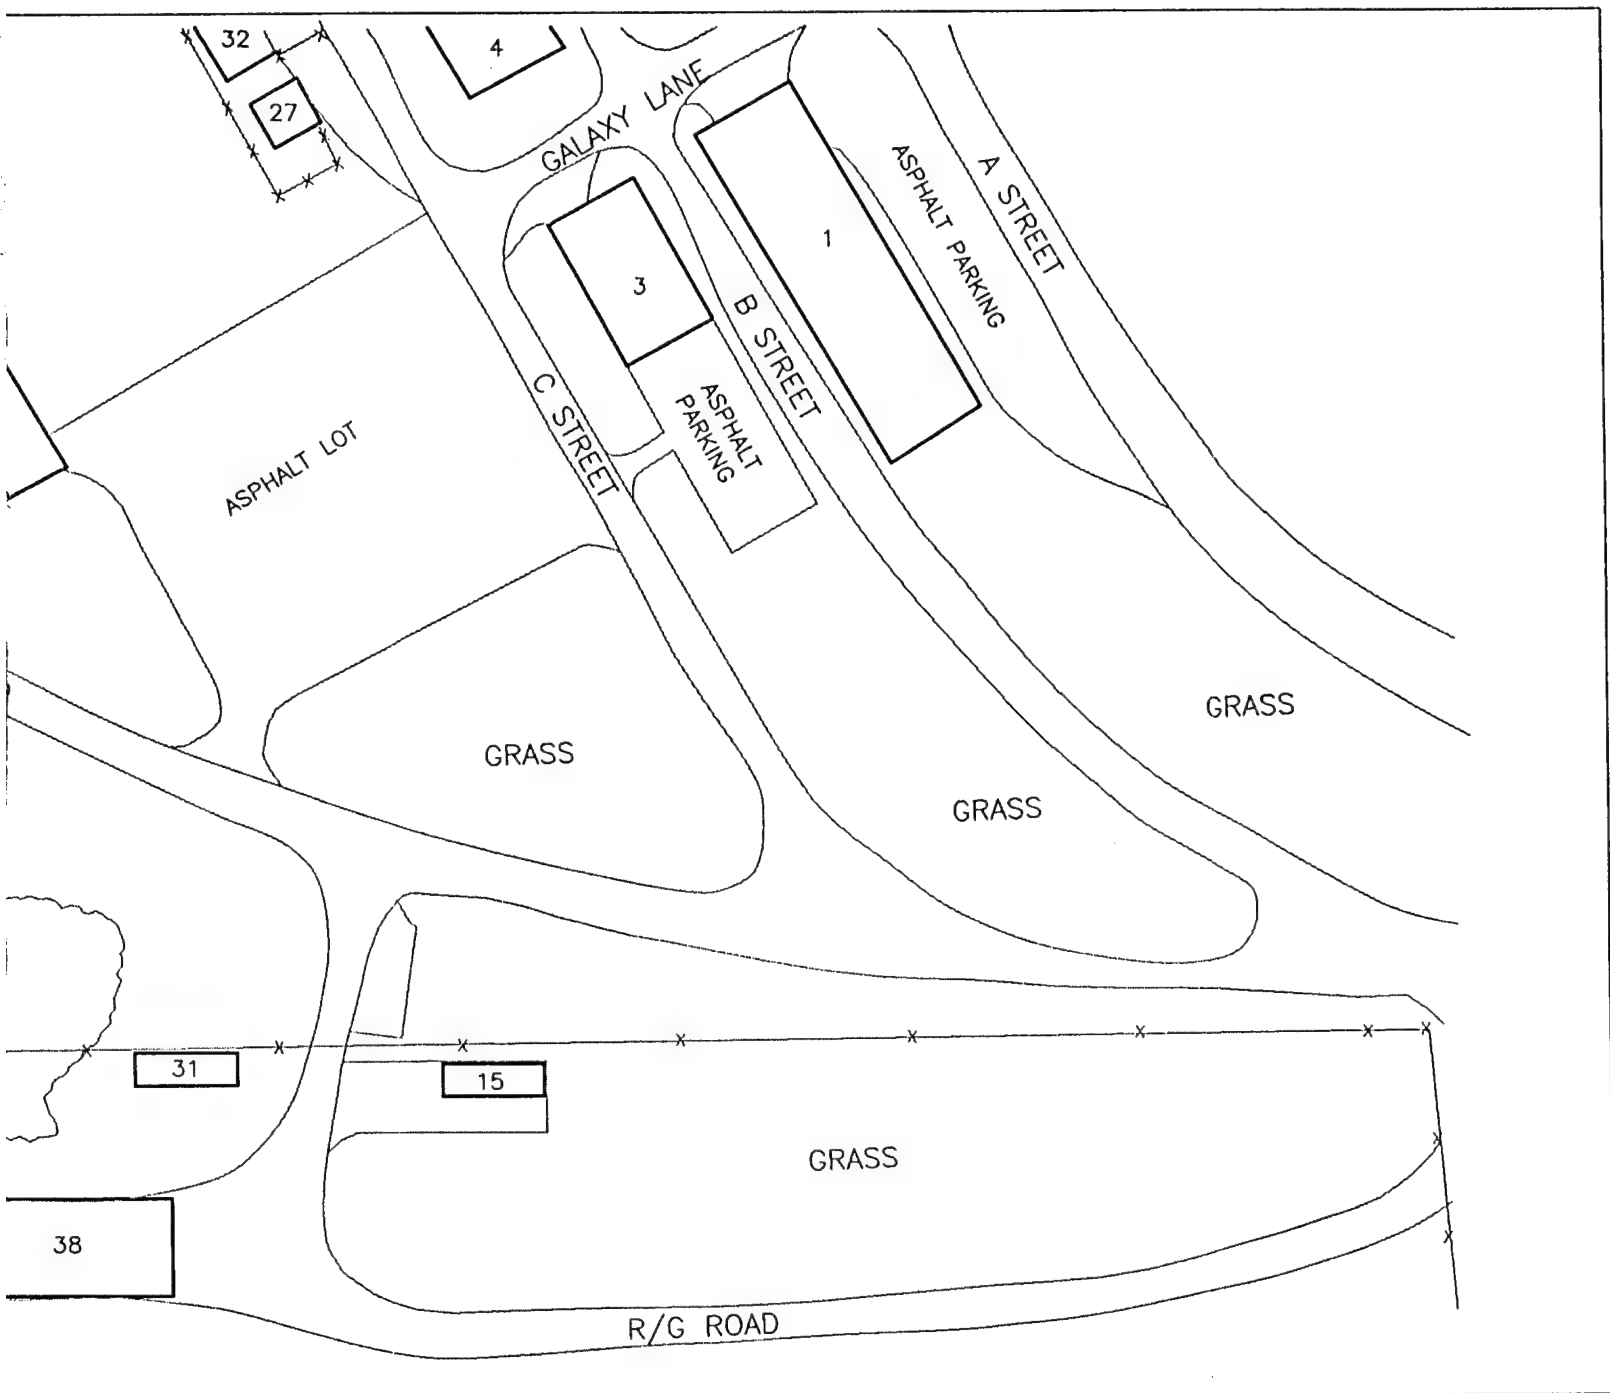 32
4
27
GALAXY LANE
ASPHALT PARKING
A STREET
1
3
B STREET
C STREET
ASPHALT
PARKING
ASPHALT LOT
GRASS
GRASS
GRASS
31
15
GRASS
38
R/G ROAD